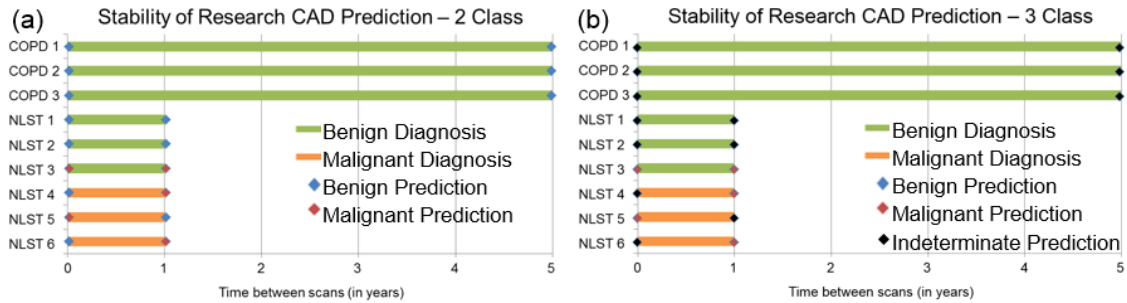 (a)
Stability of Research CAD Prediction – 2 Class
COPD 1
COPD 2
COPD 3
NLST 1
NLST 2
NLST 3
NLST 4
NLST 5
NLST 6
Benign Diagnosis
Malignant Diagnosis
Benign Prediction
Malignant Prediction
0 1 2 3 4 5
Time between scans (in years)
(b)
Stability of Research CAD Prediction – 3 Class
COPD 1
COPD 2
COPD 3
NLST 1
NLST 2
NLST 3
NLST 4
NLST 5
NLST 6
Benign Diagnosis
Malignant Diagnosis
Benign Prediction
Malignant Prediction
Indeterminate Prediction
0 1 2 3 4 5
Time between scans (in years)